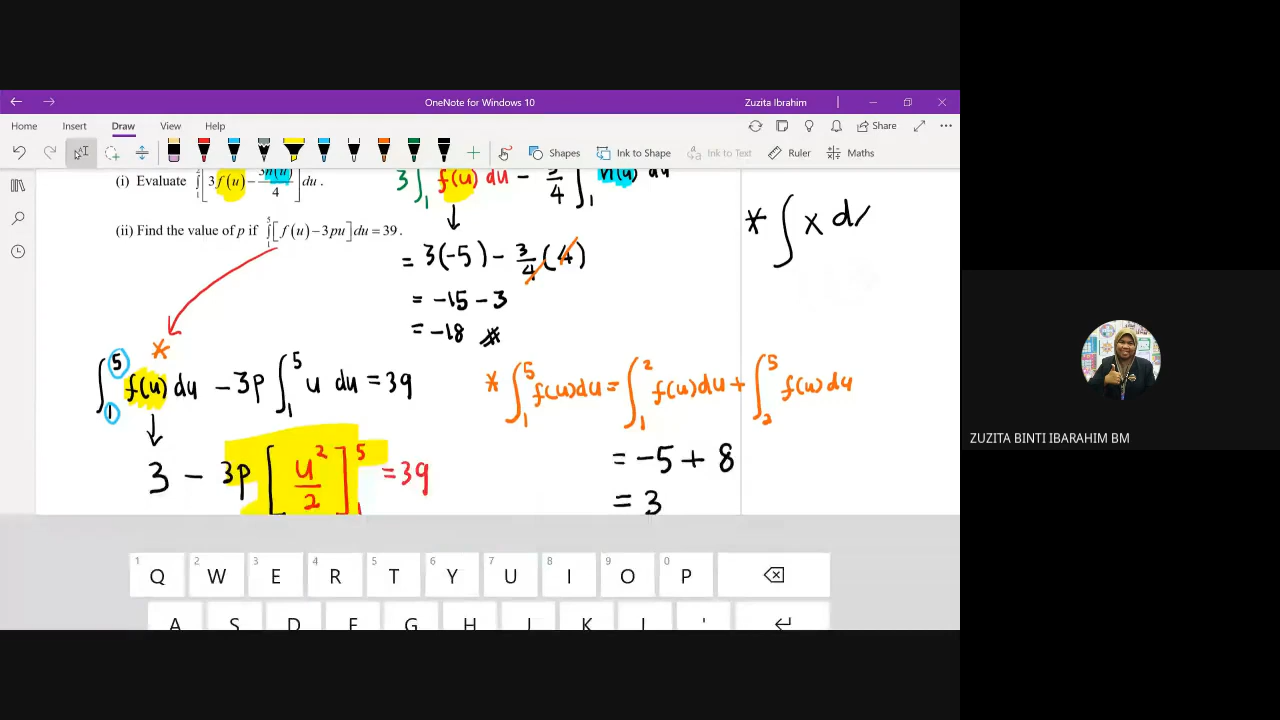 OneNote for Windows 10
Zuzita Ibrahim
Home Insert Draw View Help
Share
Shapes Ink to Shape Ink to Text Ruler Maths
(i) Evaluate ∫₁² [3f(u) − 3h(u)/4] du.
3∫₁ f(u) du − 3/4 ∫₁ h(u) du
(ii) Find the value of p if ∫₁⁵ [f(u) − 3pu] du = 39.
= 3(-5) − 3/4 (4)
= -15 − 3
= -18 #
* ∫ x d
*
∫₁⁵ f(u) du − 3p ∫₁⁵ u du = 39
* ∫₁⁵ f(u) du = ∫₁² f(u) du + ∫₂⁵ f(u) du
3 − 3p [u²/2]₁⁵ = 39
= -5 + 8
= 3
1 2 3 4 5 6 7 8 9 0
Q W E R T Y U I O P
A S D F G H J K L '
ZUZITA BINTI IBARAHIM BM